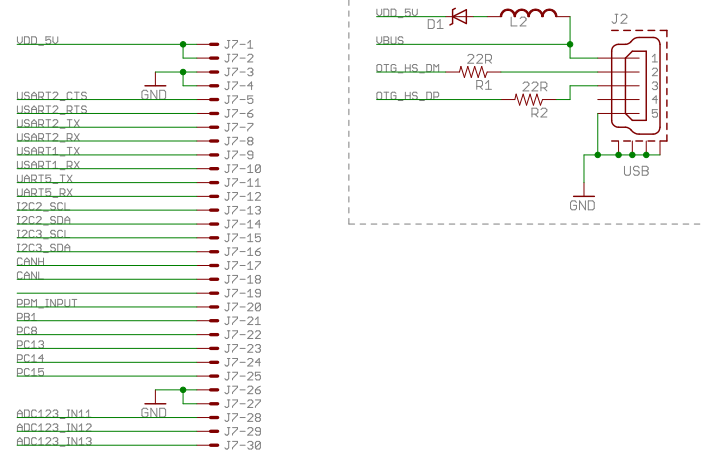 VDD_5V J7-1
J7-2
J7-3
GND J7-4
USART2_CTS J7-5
USART2_RTS J7-6
USART2_TX J7-7
USART2_RX J7-8
USART1_TX J7-9
USART1_RX J7-10
UART5_TX J7-11
UART5_RX J7-12
I2C2_SCL J7-13
I2C2_SDA J7-14
I2C3_SCL J7-15
I2C3_SDA J7-16
CANH J7-17
CANL J7-18
J7-19
PPM_INPUT J7-20
PB1 J7-21
PC8 J7-22
PC13 J7-23
PC14 J7-24
PC15 J7-25
J7-26
GND J7-27
ADC123_IN11 J7-28
ADC123_IN12 J7-29
ADC123_IN13 J7-30
VDD_5V D1 L2 J2
VBUS
22R 1
OTG_HS_DM R1 2
22R 3
OTG_HS_DP R2 4
5
USB
GND